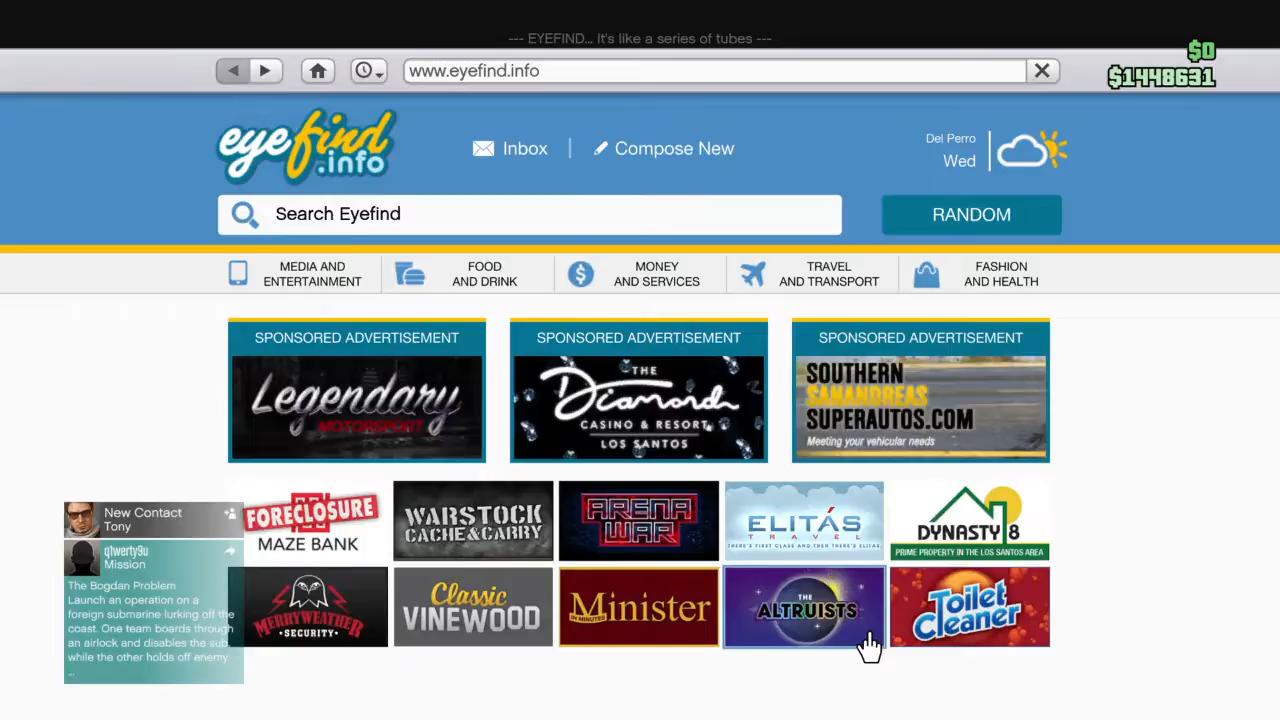 --- EYEFIND... It's like a series of tubes ---
$0
www.eyefind.info
$1448631
eyefind
.info
Inbox
Compose New
Del Perro
Wed
Search Eyefind
RANDOM
MEDIA AND
ENTERTAINMENT
FOOD
AND DRINK
MONEY
AND SERVICES
TRAVEL
AND TRANSPORT
FASHION
AND HEALTH
SPONSORED ADVERTISEMENT
Legendary
MOTORSPORT
SPONSORED ADVERTISEMENT
THE
Diamond
CASINO & RESORT
LOS SANTOS
SPONSORED ADVERTISEMENT
SOUTHERN
SANANDREAS
SUPERAUTOS.COM
Meeting your vehicular needs
New Contact
Tony
q1werty9u
Mission
The Bogdan Problem
Launch an operation on a
foreign submarine lurking off the
coast. One team boards through
an airlock and disables the sub
while the other holds off enemy
...
FORECLOSURE
MAZE BANK
WARSTOCK
CACHE & CARRY
ARENA
WAR
ELITÁS
TRAVEL
THERE'S FIRST CLASS AND THEN THERE'S ELITAS
DYNASTY 8
PRIME PROPERTY IN THE LOS SANTOS AREA
MERRYWEATHER
SECURITY
Classic
VINEWOOD
Minister
IN MINUTES
THE
ALTRUISTS
Toilet
Cleaner